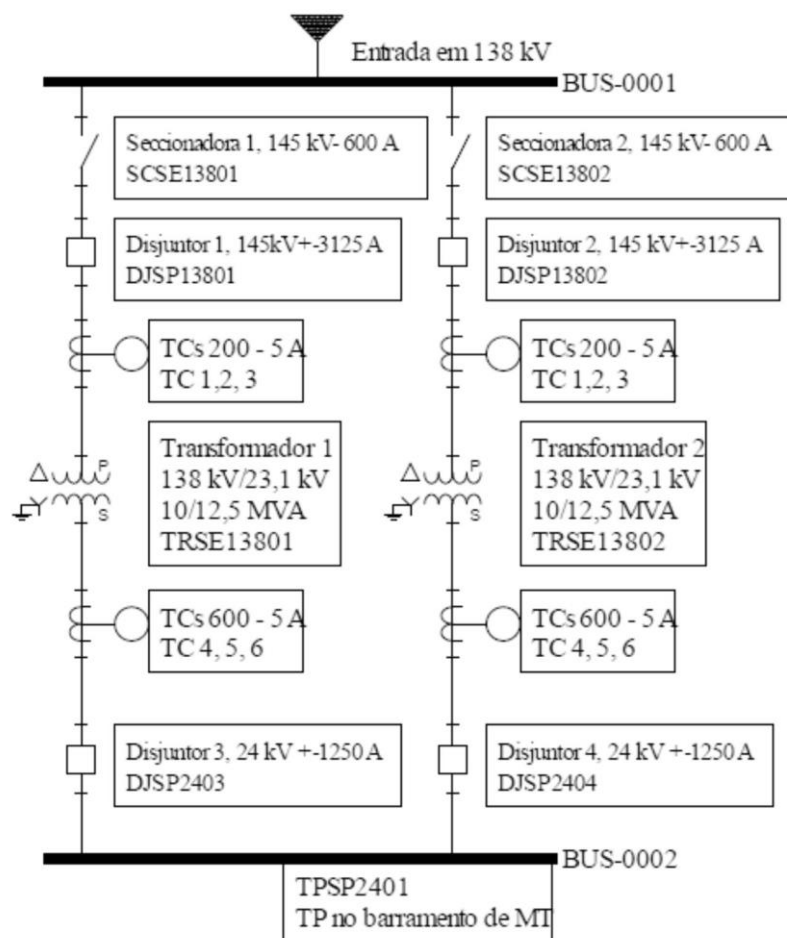 Entrada em 138 kV
BUS-0001
Seccionadora 1, 145 kV- 600 A
SCSE13801
Seccionadora 2, 145 kV- 600 A
SCSE13802
Disjuntor 1, 145kV+-3125 A
DJSP13801
Disjuntor 2, 145 kV+-3125 A
DJSP13802
TCs 200 - 5 A
TC 1,2, 3
TCs 200 - 5 A
TC 1,2, 3
P
S
Transformador 1
138 kV/23,1 kV
10/12,5 MVA
TRSE13801
P
S
Transformador 2
138 kV/23,1 kV
10/12,5 MVA
TRSE13802
TCs 600 - 5 A
TC 4, 5, 6
TCs 600 - 5 A
TC 4, 5, 6
Disjuntor 3, 24 kV +-1250 A
DJSP2403
Disjuntor 4, 24 kV +-1250 A
DJSP2404
BUS-0002
TPSP2401
TP no barramento de MT